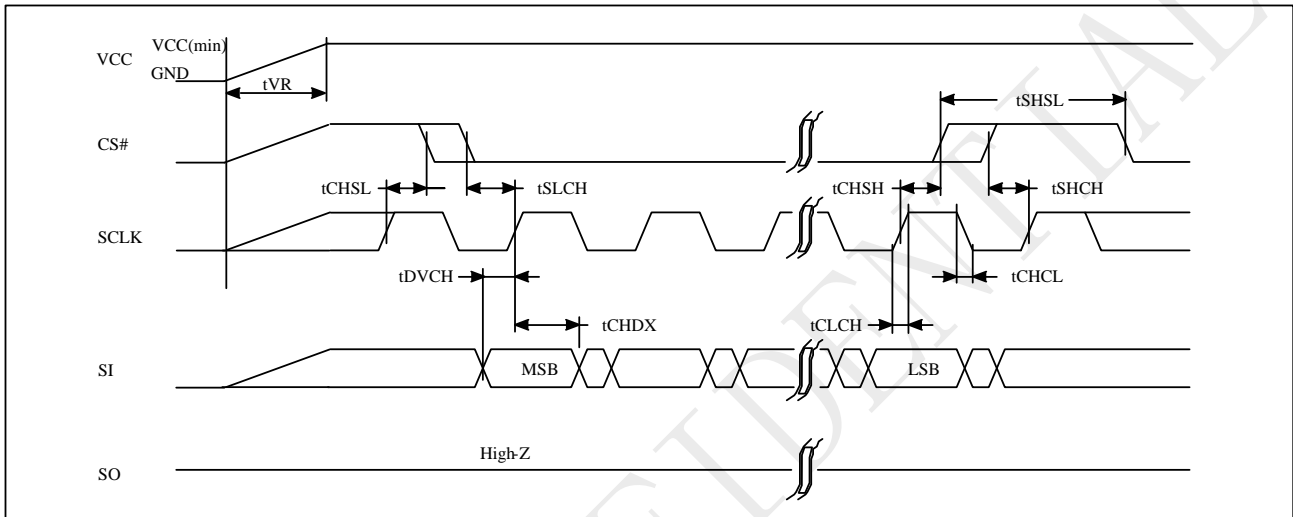 VCC(min)
VCC
GND
tVR
tSHSL
CS#
tCHSL
tSLCH
tCHSH
tSHCH
SCLK
tDVCH
tCHCL
tCHDX
tCLCH
SI
MSB
LSB
High-Z
SO